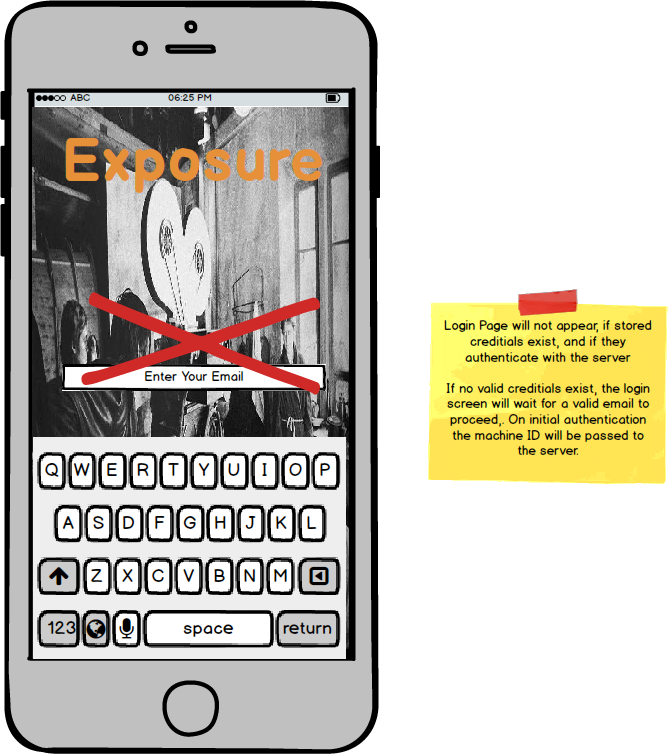 ABC 06:25 PM
Exposure
Enter Your Email
Q W E R T Y U I O P
A S D F G H J K L
Z X C V B N M
123 space return
Login Page will not appear, if stored
creditials exist, and if they
authenticate with the server
If no valid creditials exist, the login
screen will wait for a valid email to
proceed,. On initial authentication
the machine ID will be passed to
the server.